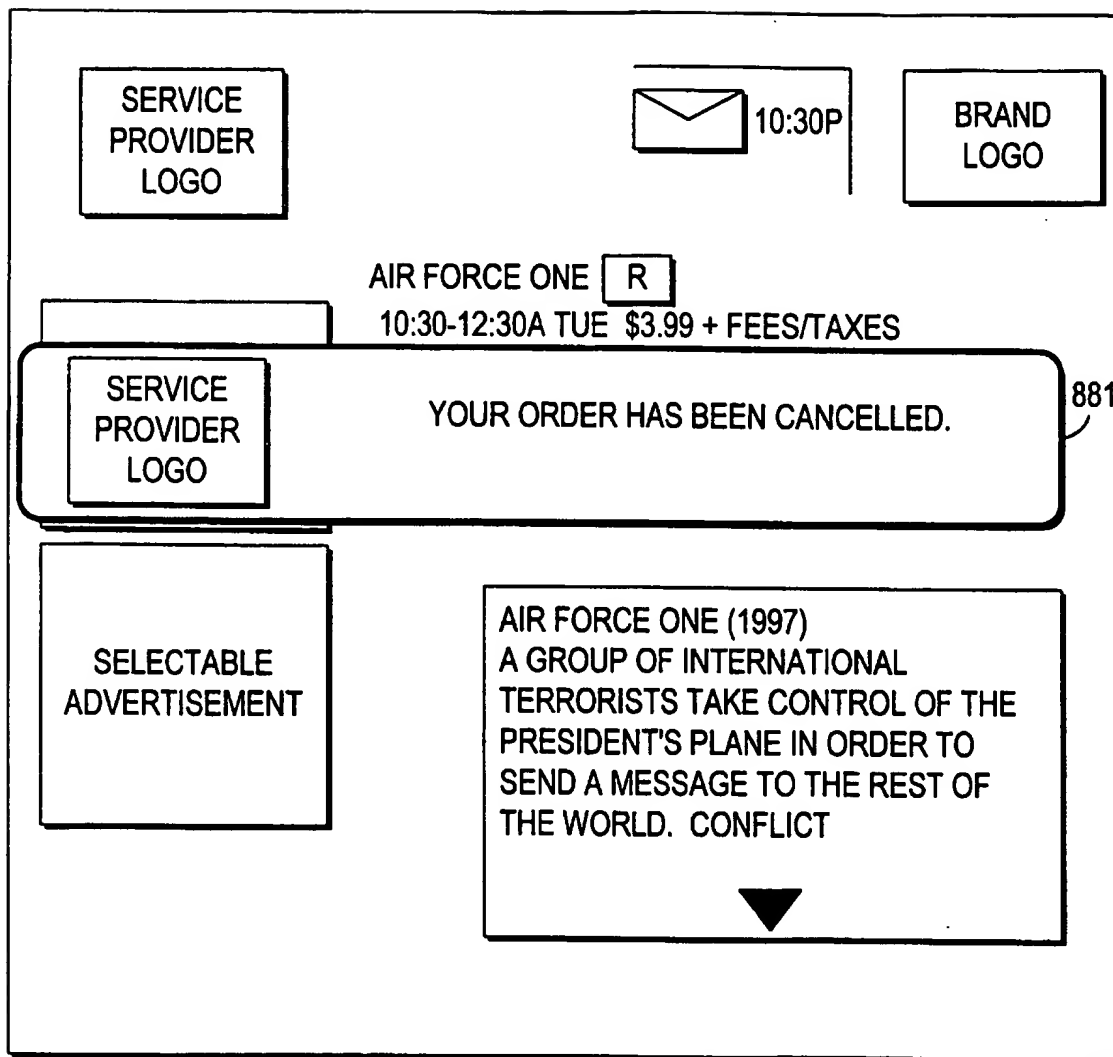 SERVICE
PROVIDER
LOGO
10:30P
BRAND
LOGO
AIR FORCE ONE R
10:30-12:30A TUE $3.99 + FEES/TAXES
SERVICE
PROVIDER
LOGO
YOUR ORDER HAS BEEN CANCELLED.
881
SELECTABLE
ADVERTISEMENT
AIR FORCE ONE (1997)
A GROUP OF INTERNATIONAL
TERRORISTS TAKE CONTROL OF THE
PRESIDENT'S PLANE IN ORDER TO
SEND A MESSAGE TO THE REST OF
THE WORLD. CONFLICT